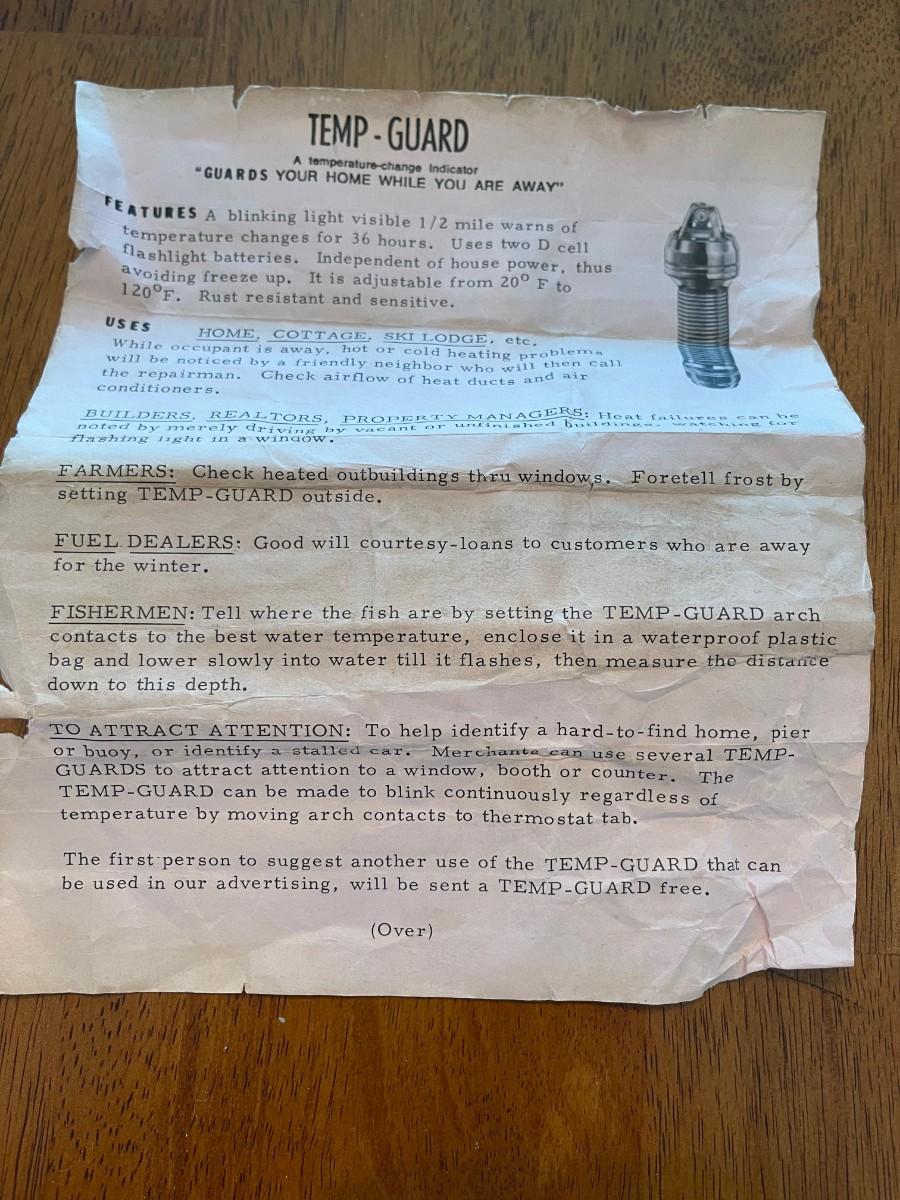 TEMP - GUARD
A temperature-change Indicator
"GUARDS YOUR HOME WHILE YOU ARE AWAY"
FEATURES A blinking light visible 1/2 mile warns of
temperature changes for 36 hours. Uses two D cell
flashlight batteries. Independent of house power, thus
avoiding freeze up. It is adjustable from 20° F to
120°F. Rust resistant and sensitive.
USES HOME, COTTAGE, SKI LODGE, etc.
While occupant is away, hot or cold heating problems
will be noticed by a friendly neighbor who will then call
the repairman. Check airflow of heat ducts and air
conditioners.
BUILDERS, REALTORS, PROPERTY MANAGERS: Heat failures can be
noted by merely driving by vacant or unfinished buildings, watching for
flashing light in a window.
FARMERS: Check heated outbuildings thru windows. Foretell frost by
setting TEMP-GUARD outside.
FUEL DEALERS: Good will courtesy-loans to customers who are away
for the winter.
FISHERMEN: Tell where the fish are by setting the TEMP-GUARD arch
contacts to the best water temperature, enclose it in a waterproof plastic
bag and lower slowly into water till it flashes, then measure the distance
down to this depth.
TO ATTRACT ATTENTION: To help identify a hard-to-find home, pier
or buoy, or identify a stalled car. Merchants can use several TEMP-
GUARDS to attract attention to a window, booth or counter. The
TEMP-GUARD can be made to blink continuously regardless of
temperature by moving arch contacts to thermostat tab.
The first person to suggest another use of the TEMP-GUARD that can
be used in our advertising, will be sent a TEMP-GUARD free.
(Over)